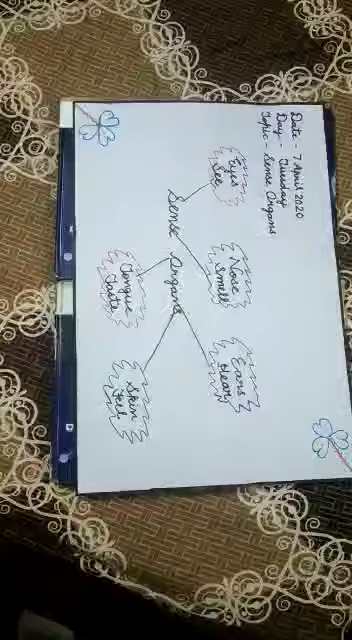 Date - 7 April 2020
Day - Tuesday
Topic - Sense Organs
Eyes
See
Nose
Smell
Ears
Hear
Sense Organs
Tongue
Taste
Skin
Feel